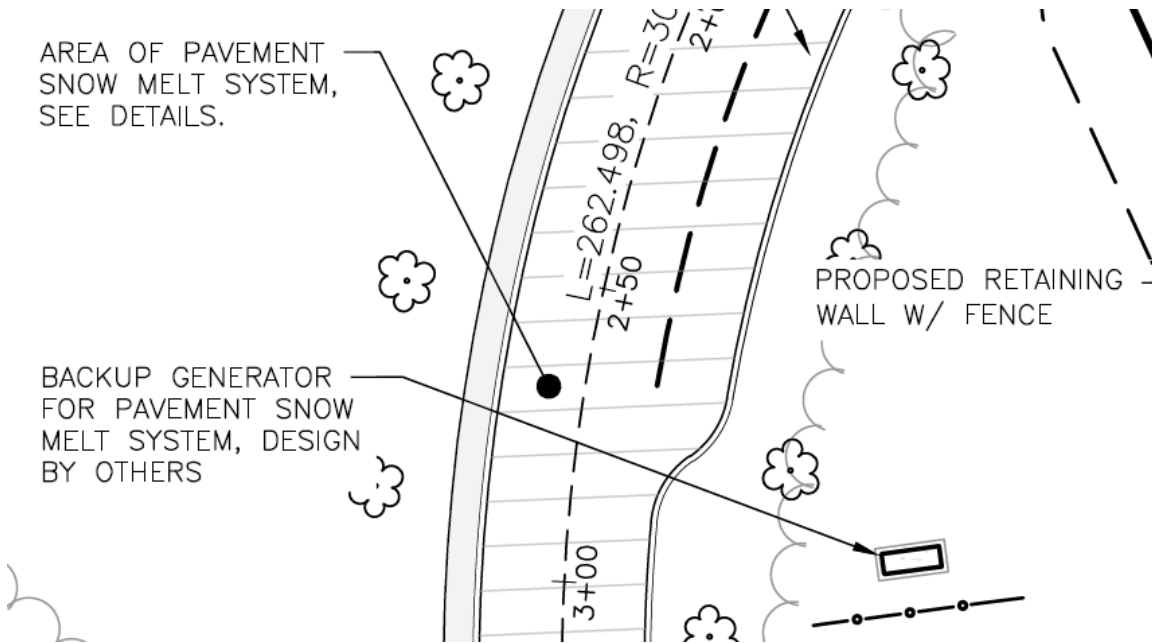 AREA OF PAVEMENT
SNOW MELT SYSTEM,
SEE DETAILS.
L=262.498,
2+50
PROPOSED RETAINING
WALL W/ FENCE
BACKUP GENERATOR
FOR PAVEMENT SNOW
MELT SYSTEM, DESIGN
BY OTHERS
3+00